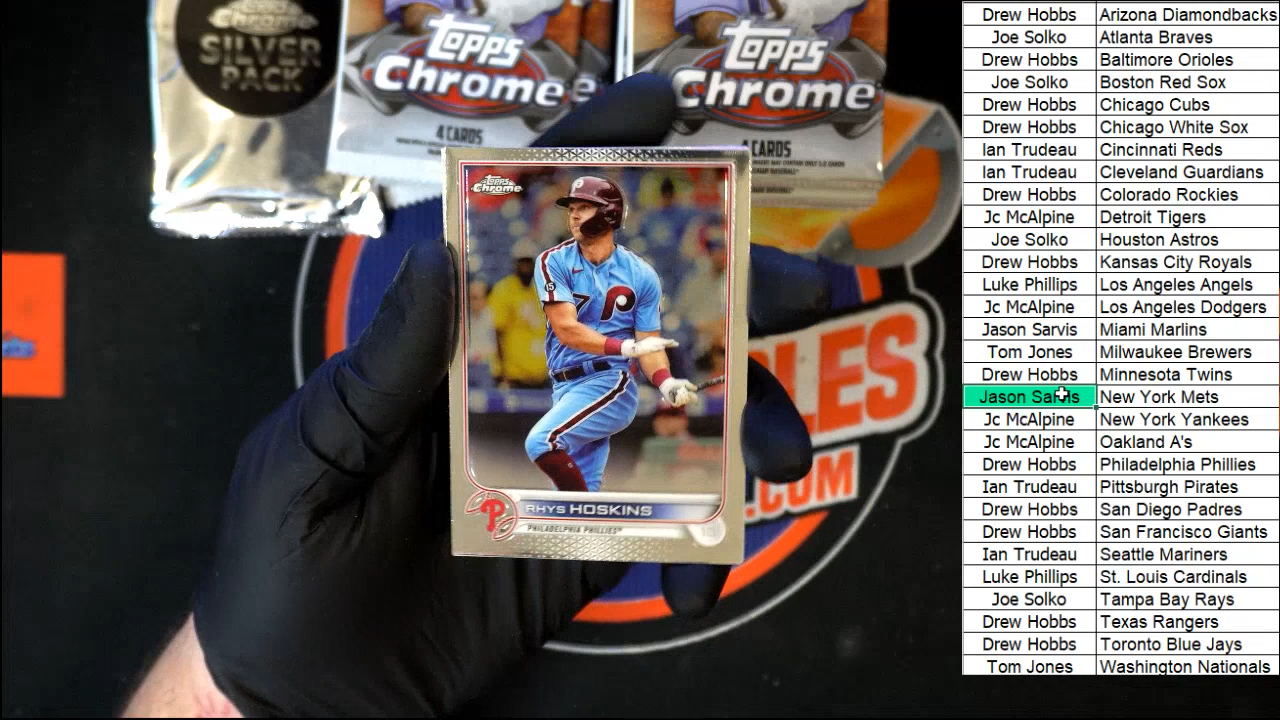 Chrome
SILVER
PACK
Topps
Chrome
4 CARDS
Topps
Chrome
CARDS
Topps
Chrome
P
15
7 P
P
RHYS HOSKINS
PHILADELPHIA PHILLIES
LES
.COM
Drew Hobbs Arizona Diamondbacks
Joe Solko Atlanta Braves
Drew Hobbs Baltimore Orioles
Joe Solko Boston Red Sox
Drew Hobbs Chicago Cubs
Drew Hobbs Chicago White Sox
Ian Trudeau Cincinnati Reds
Ian Trudeau Cleveland Guardians
Drew Hobbs Colorado Rockies
Jc McAlpine Detroit Tigers
Joe Solko Houston Astros
Drew Hobbs Kansas City Royals
Luke Phillips Los Angeles Angels
Jc McAlpine Los Angeles Dodgers
Jason Sarvis Miami Marlins
Tom Jones Milwaukee Brewers
Drew Hobbs Minnesota Twins
Jason Sarvis New York Mets
Jc McAlpine New York Yankees
Jc McAlpine Oakland A's
Drew Hobbs Philadelphia Phillies
Ian Trudeau Pittsburgh Pirates
Drew Hobbs San Diego Padres
Drew Hobbs San Francisco Giants
Ian Trudeau Seattle Mariners
Luke Phillips St. Louis Cardinals
Joe Solko Tampa Bay Rays
Drew Hobbs Texas Rangers
Drew Hobbs Toronto Blue Jays
Tom Jones Washington Nationals